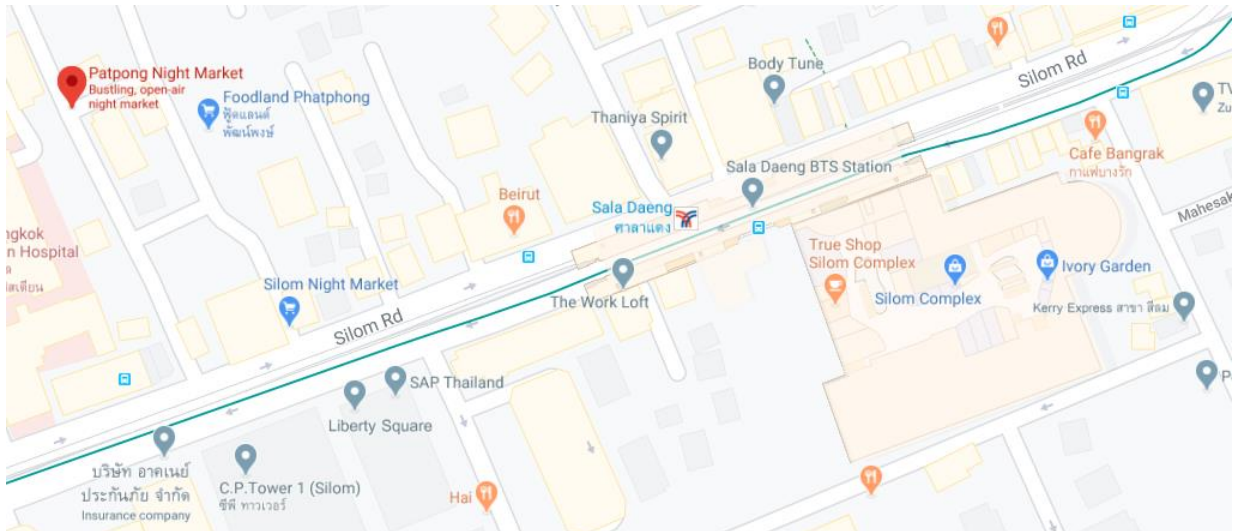 Patpong Night Market
Bustling, open-air
night market
Foodland Phatphong
ฟู้ดแลนด์
พัฒน์พงษ์
Body Tune
Silom Rd
Thaniya Spirit
Sala Daeng BTS Station
Cafe Bangrak
กาแฟบางรัก
TV
Zu
Beirut
Sala Daeng
ศาลาแดง
Mahesak
ngkok
n Hospital
Silom Night Market
Silom Rd
The Work Loft
True Shop
Silom Complex
Silom Complex
Ivory Garden
Kerry Express สาขา สีลม
SAP Thailand
Liberty Square
บริษัท อาคเนย์
ประกันภัย จำกัด
Insurance company
C.P.Tower 1 (Silom)
ซีพี ทาวเวอร์
Hai